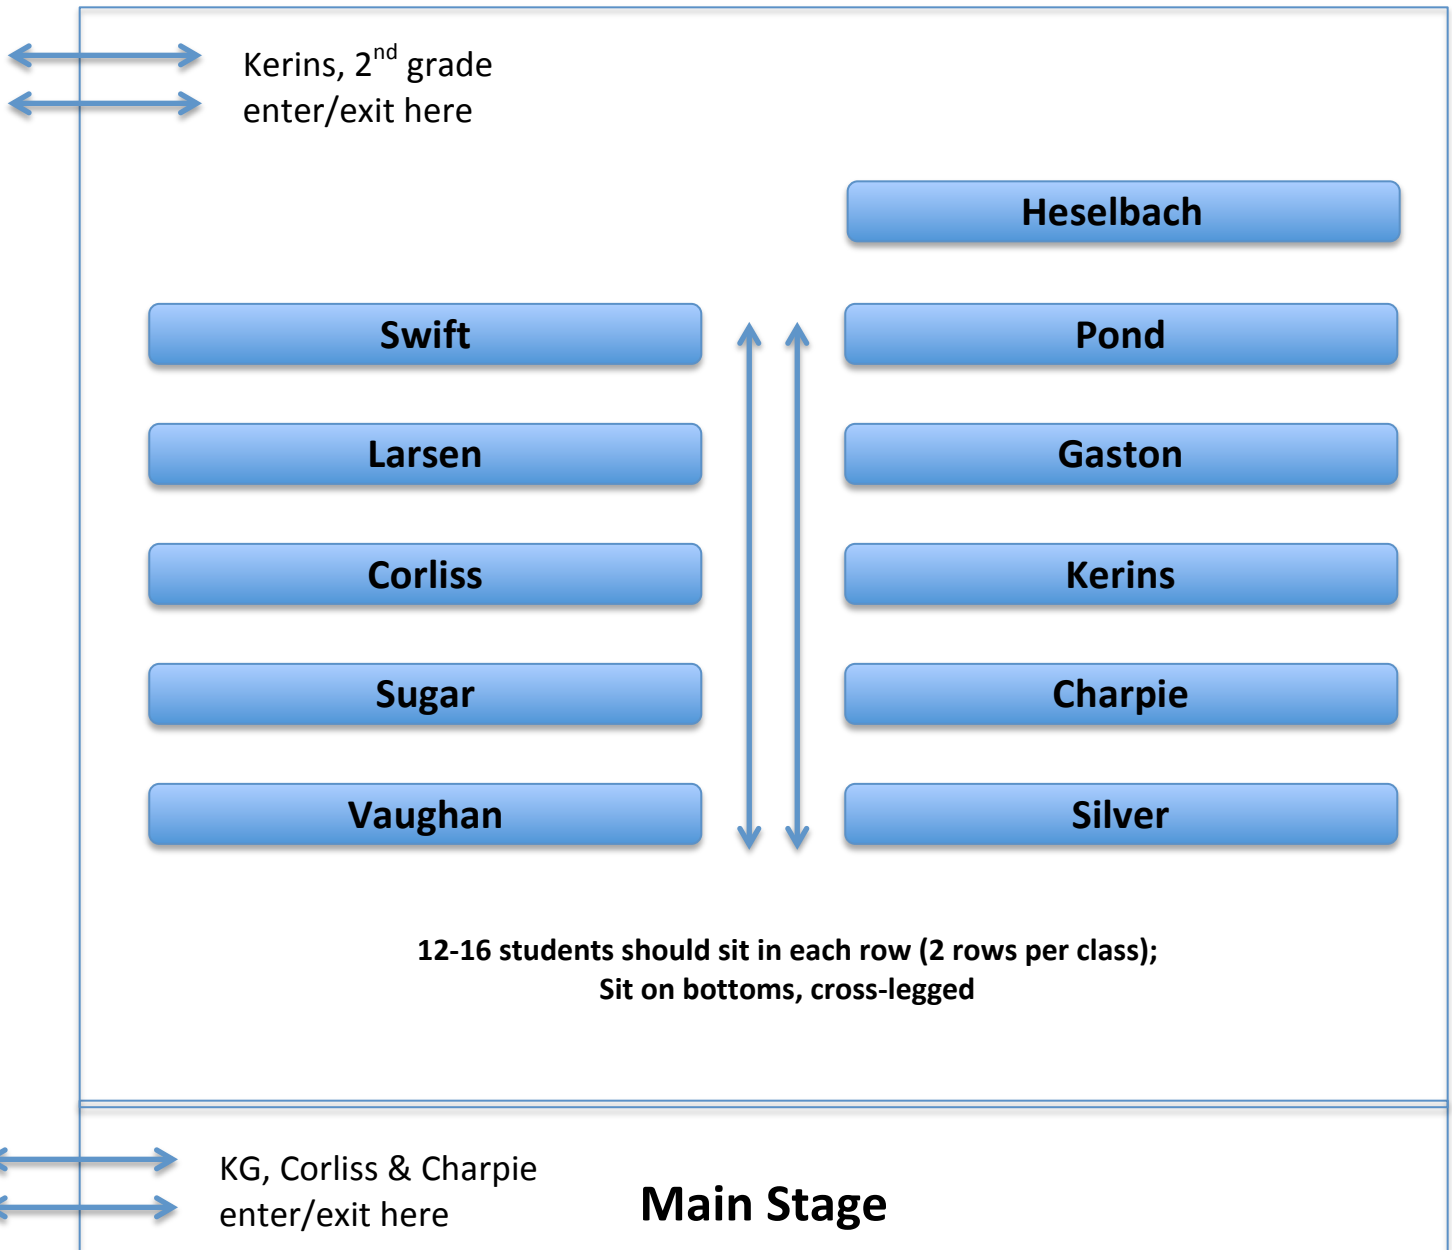 Kerins, 2nd grade
enter/exit here
Heselbach
Swift
Pond
Larsen
Gaston
Corliss
Kerins
Sugar
Charpie
Vaughan
Silver
12-16 students should sit in each row (2 rows per class);
Sit on bottoms, cross-legged
KG, Corliss & Charpie
enter/exit here
Main Stage